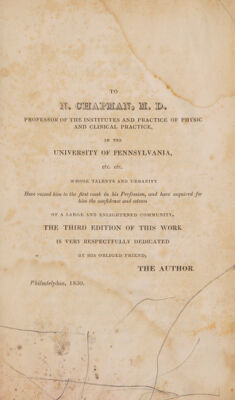 TO
N. CHAPMAN, M. D.
PROFESSOR OF THE INSTITUTES AND PRACTICE OF PHYSIC
AND CLINICAL PRACTICE,
IN THE
UNIVERSITY OF PENNSYLVANIA,
etc. etc.
WHOSE TALENTS AND URBANITY
Have raised him to the first rank in his Profession, and have acquired for
him the confidence and esteem
OF A LARGE AND ENLIGHTENED COMMUNITY,
THE THIRD EDITION OF THIS WORK
IS VERY RESPECTFULLY DEDICATED
BY HIS OBLIGED FRIEND,
THE AUTHOR.
Philadelphia, 1830.